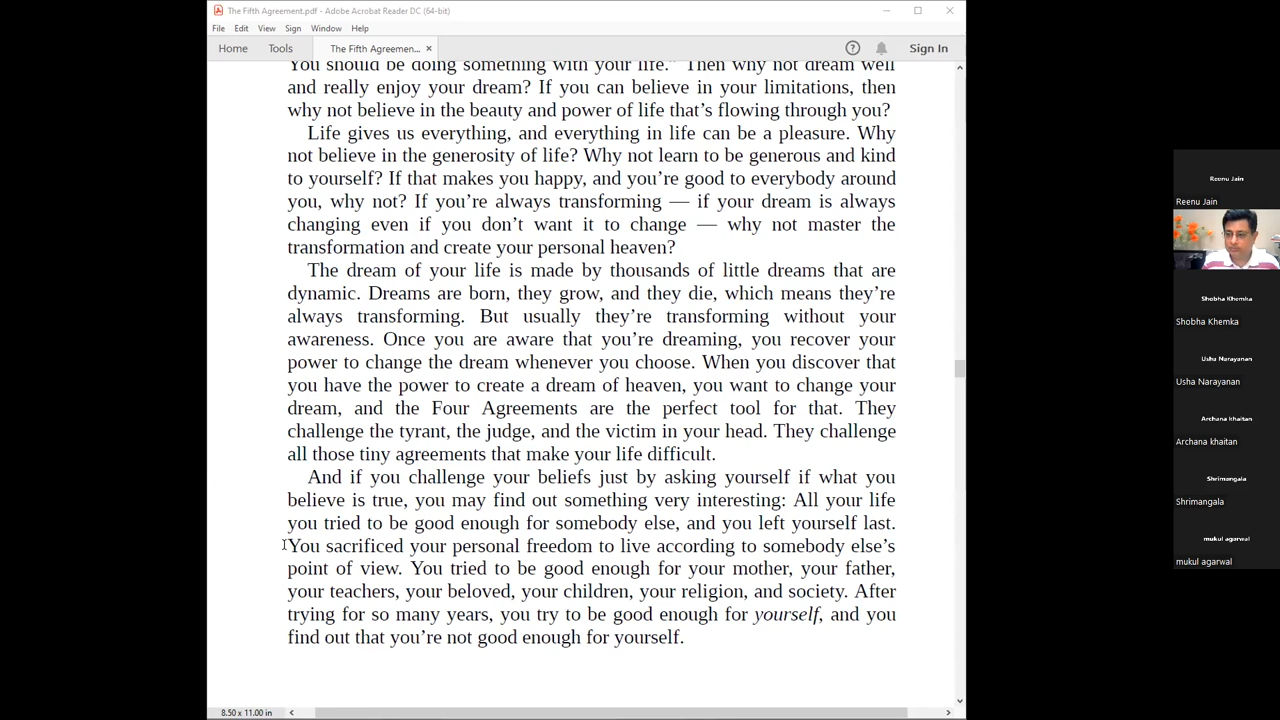 The Fifth Agreement.pdf - Adobe Acrobat Reader DC (64-bit)
File Edit View Sign Window Help
Home Tools The Fifth Agreemen... × ? Sign In
You should be doing something with your life.” Then why not dream well
and really enjoy your dream? If you can believe in your limitations, then
why not believe in the beauty and power of life that’s flowing through you?
Life gives us everything, and everything in life can be a pleasure. Why
not believe in the generosity of life? Why not learn to be generous and kind
to yourself? If that makes you happy, and you’re good to everybody around
you, why not? If you’re always transforming — if your dream is always
changing even if you don’t want it to change — why not master the
transformation and create your personal heaven?
The dream of your life is made by thousands of little dreams that are
dynamic. Dreams are born, they grow, and they die, which means they’re
always transforming. But usually they’re transforming without your
awareness. Once you are aware that you’re dreaming, you recover your
power to change the dream whenever you choose. When you discover that
you have the power to create a dream of heaven, you want to change your
dream, and the Four Agreements are the perfect tool for that. They
challenge the tyrant, the judge, and the victim in your head. They challenge
all those tiny agreements that make your life difficult.
And if you challenge your beliefs just by asking yourself if what you
believe is true, you may find out something very interesting: All your life
you tried to be good enough for somebody else, and you left yourself last.
You sacrificed your personal freedom to live according to somebody else’s
point of view. You tried to be good enough for your mother, your father,
your teachers, your beloved, your children, your religion, and society. After
trying for so many years, you try to be good enough for yourself, and you
find out that you’re not good enough for yourself.
8.50 x 11.00 in
Reenu Jain
Reenu Jain
Shobha Khemka
Shobha Khemka
Usha Narayanan
Usha Narayanan
Archana khaitan
Archana khaitan
Shrimangala
Shrimangala
mukul agarwal
mukul agarwal